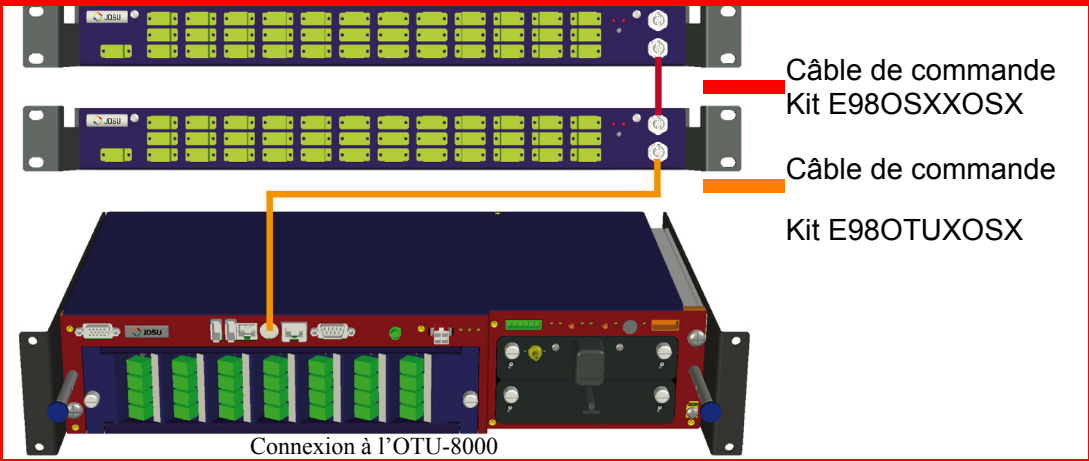 JDSU
Câble de commande
Kit E98OSXXOSX
JDSU
Câble de commande
Kit E98OTUXOSX
JDSU
Connexion à l’OTU-8000